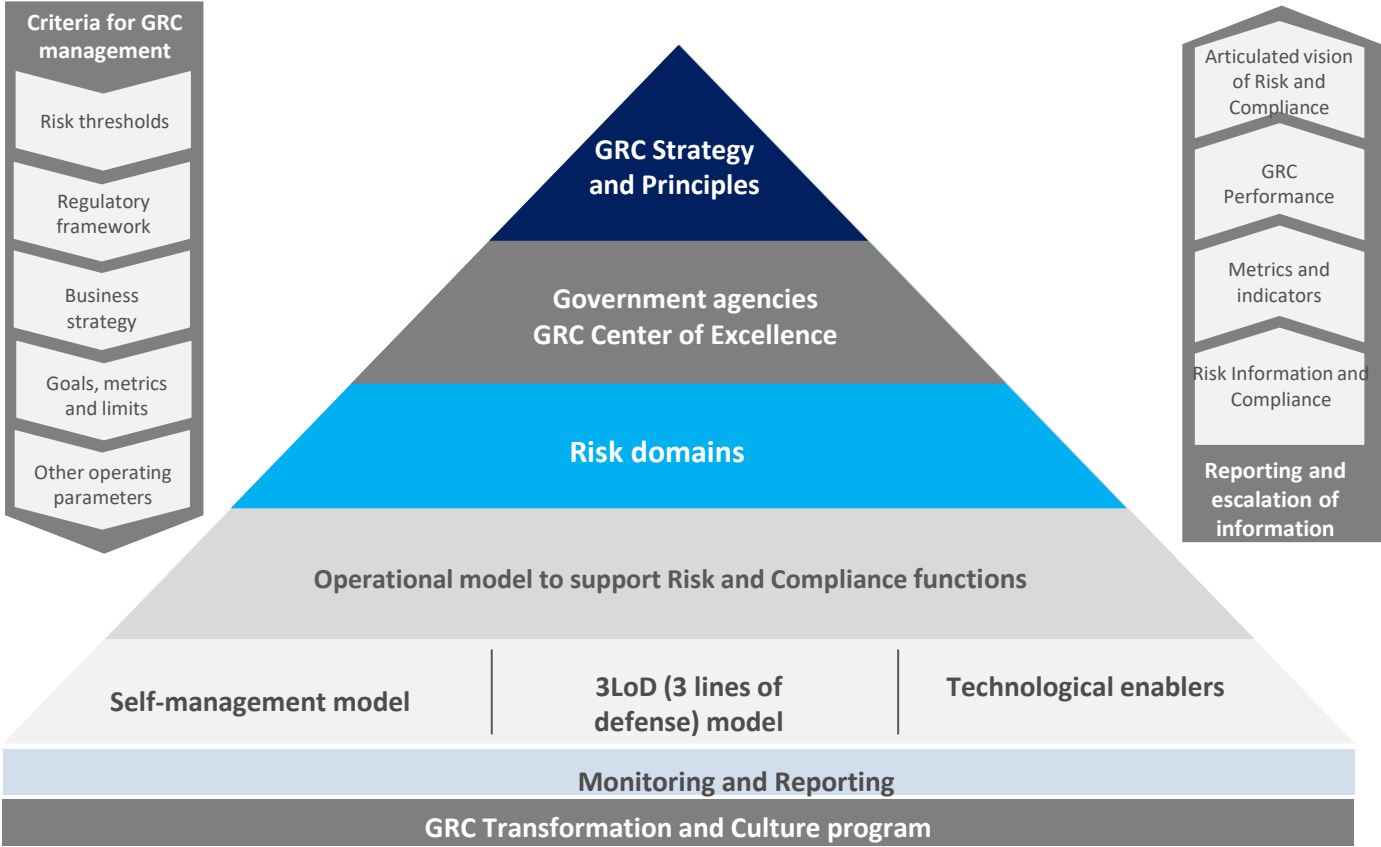 Criteria for GRC
management
Risk thresholds
Regulatory
framework
Business
strategy
Goals, metrics
and limits
Other operating
parameters
GRC Strategy
and Principles
Government agencies
GRC Center of Excellence
Risk domains
Operational model to support Risk and Compliance functions
Self-management model
3LoD (3 lines of
defense) model
Technological enablers
Monitoring and Reporting
GRC Transformation and Culture program
Articulated vision
of Risk and
Compliance
GRC
Performance
Metrics and
indicators
Risk Information and
Compliance
Reporting and
escalation of
information